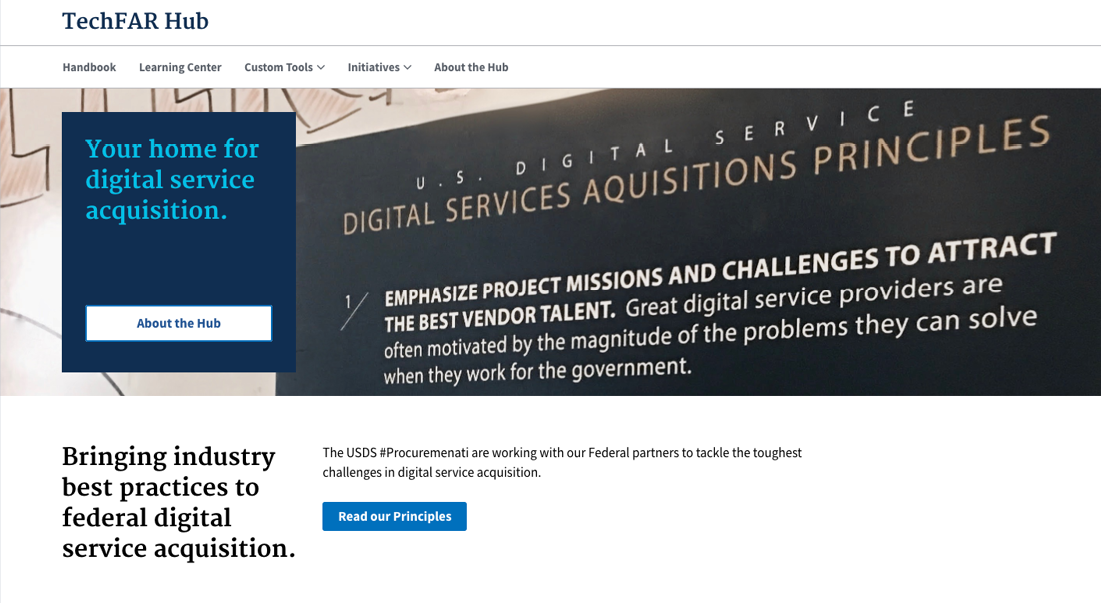 TechFAR Hub
Handbook Learning Center Custom Tools Initiatives About the Hub
Your home for
digital service
acquisition.
About the Hub
U.S. DIGITAL SERVICE
DIGITAL SERVICES AQUISITIONS PRINCIPLES
1/ EMPHASIZE PROJECT MISSIONS AND CHALLENGES TO ATTRACT
THE BEST VENDOR TALENT. Great digital service providers are
often motivated by the magnitude of the problems they can solve
when they work for the government.
Bringing industry
best practices to
federal digital
service acquisition.
The USDS #Procuremenati are working with our Federal partners to tackle the toughest
challenges in digital service acquisition.
Read our Principles